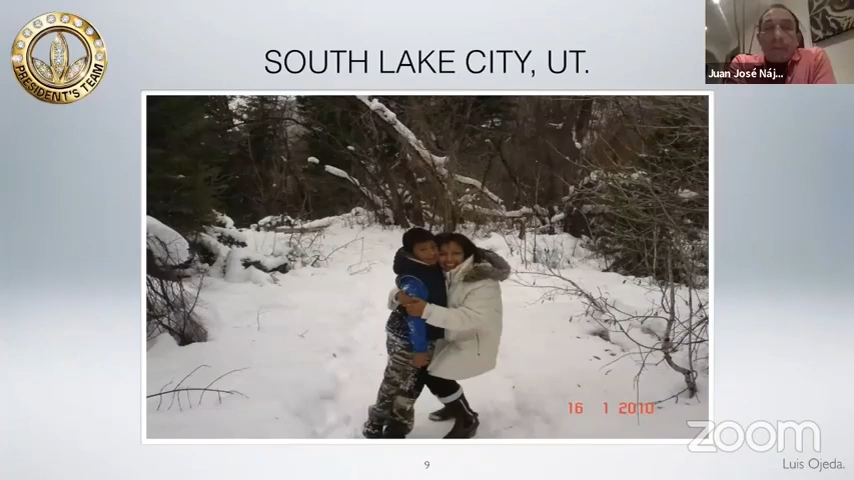 PRESIDENT'S TEAM
SOUTH LAKE CITY, UT.
Juan José Náj...
16 1 2010
zoom
9
Luis Ojeda.